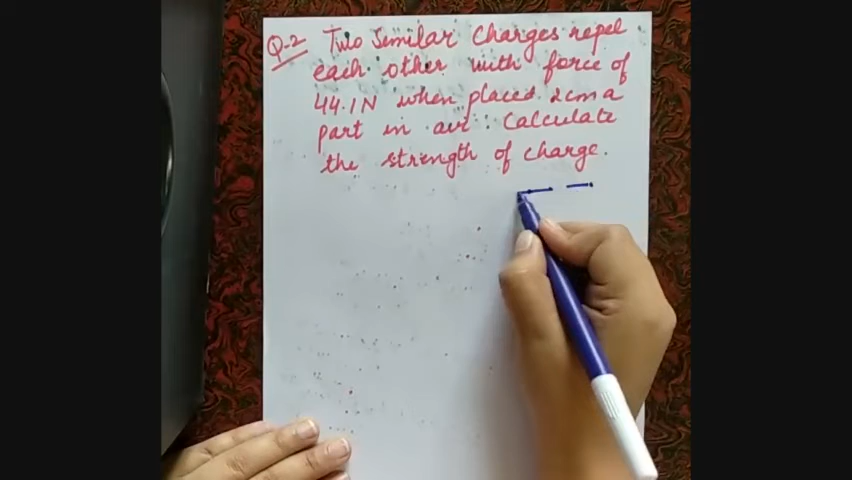 Q-2 Two Similar Charges repel
each other with force of
44.1N when placed 2cm a
part in air. Calculate
the strength of charge.